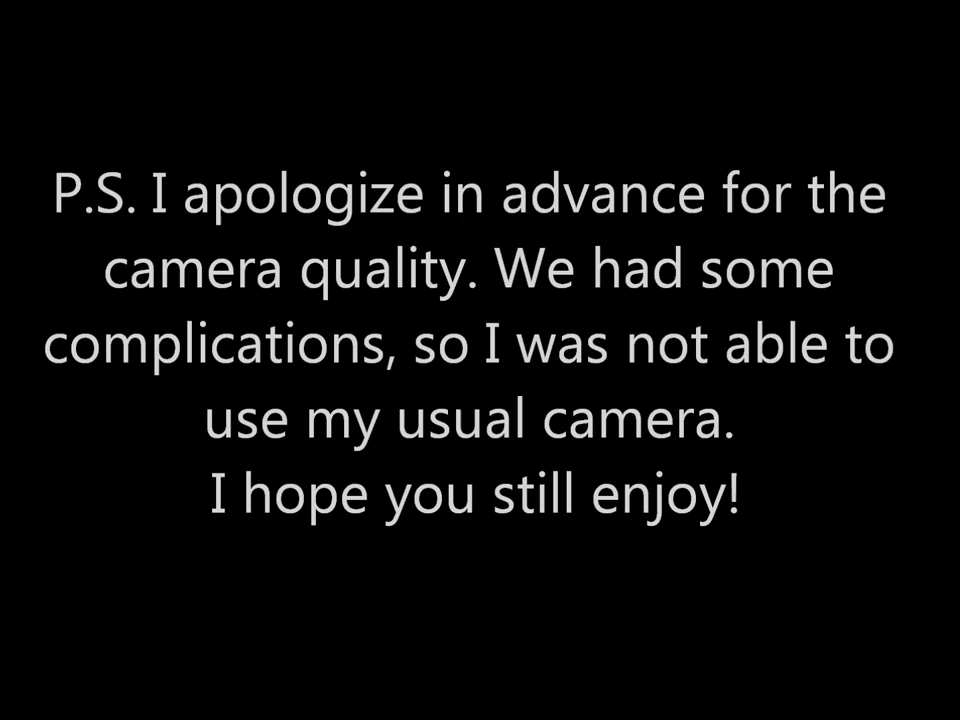 P.S. I apologize in advance for the
camera quality. We had some
complications, so I was not able to
use my usual camera.
I hope you still enjoy!